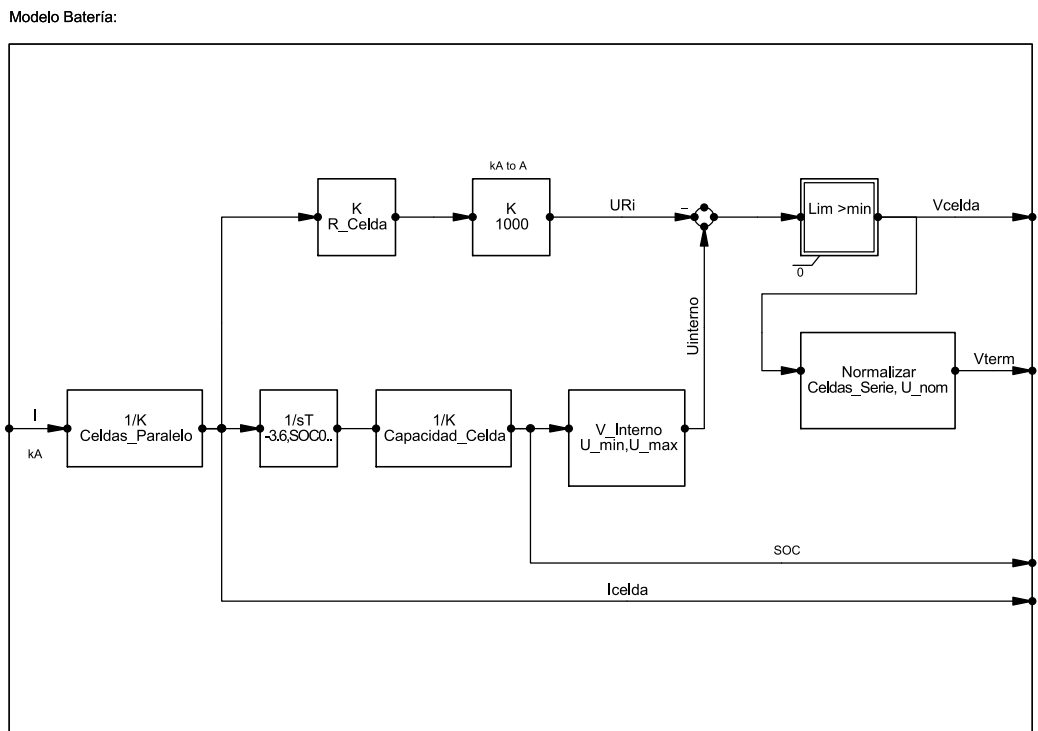 Modelo Batería:
kA to A
K
R_Celda
K
1000
URi
–
Lim >min
0
Vcelda
Uinterno
Normalizar
Celdas_Serie, U_nom
Vterm
I
kA
1/K
Celdas_Paralelo
1/sT
-3.6,SOC0..
1/K
Capacidad_Celda
V_Interno
U_min,U_max
SOC
Icelda